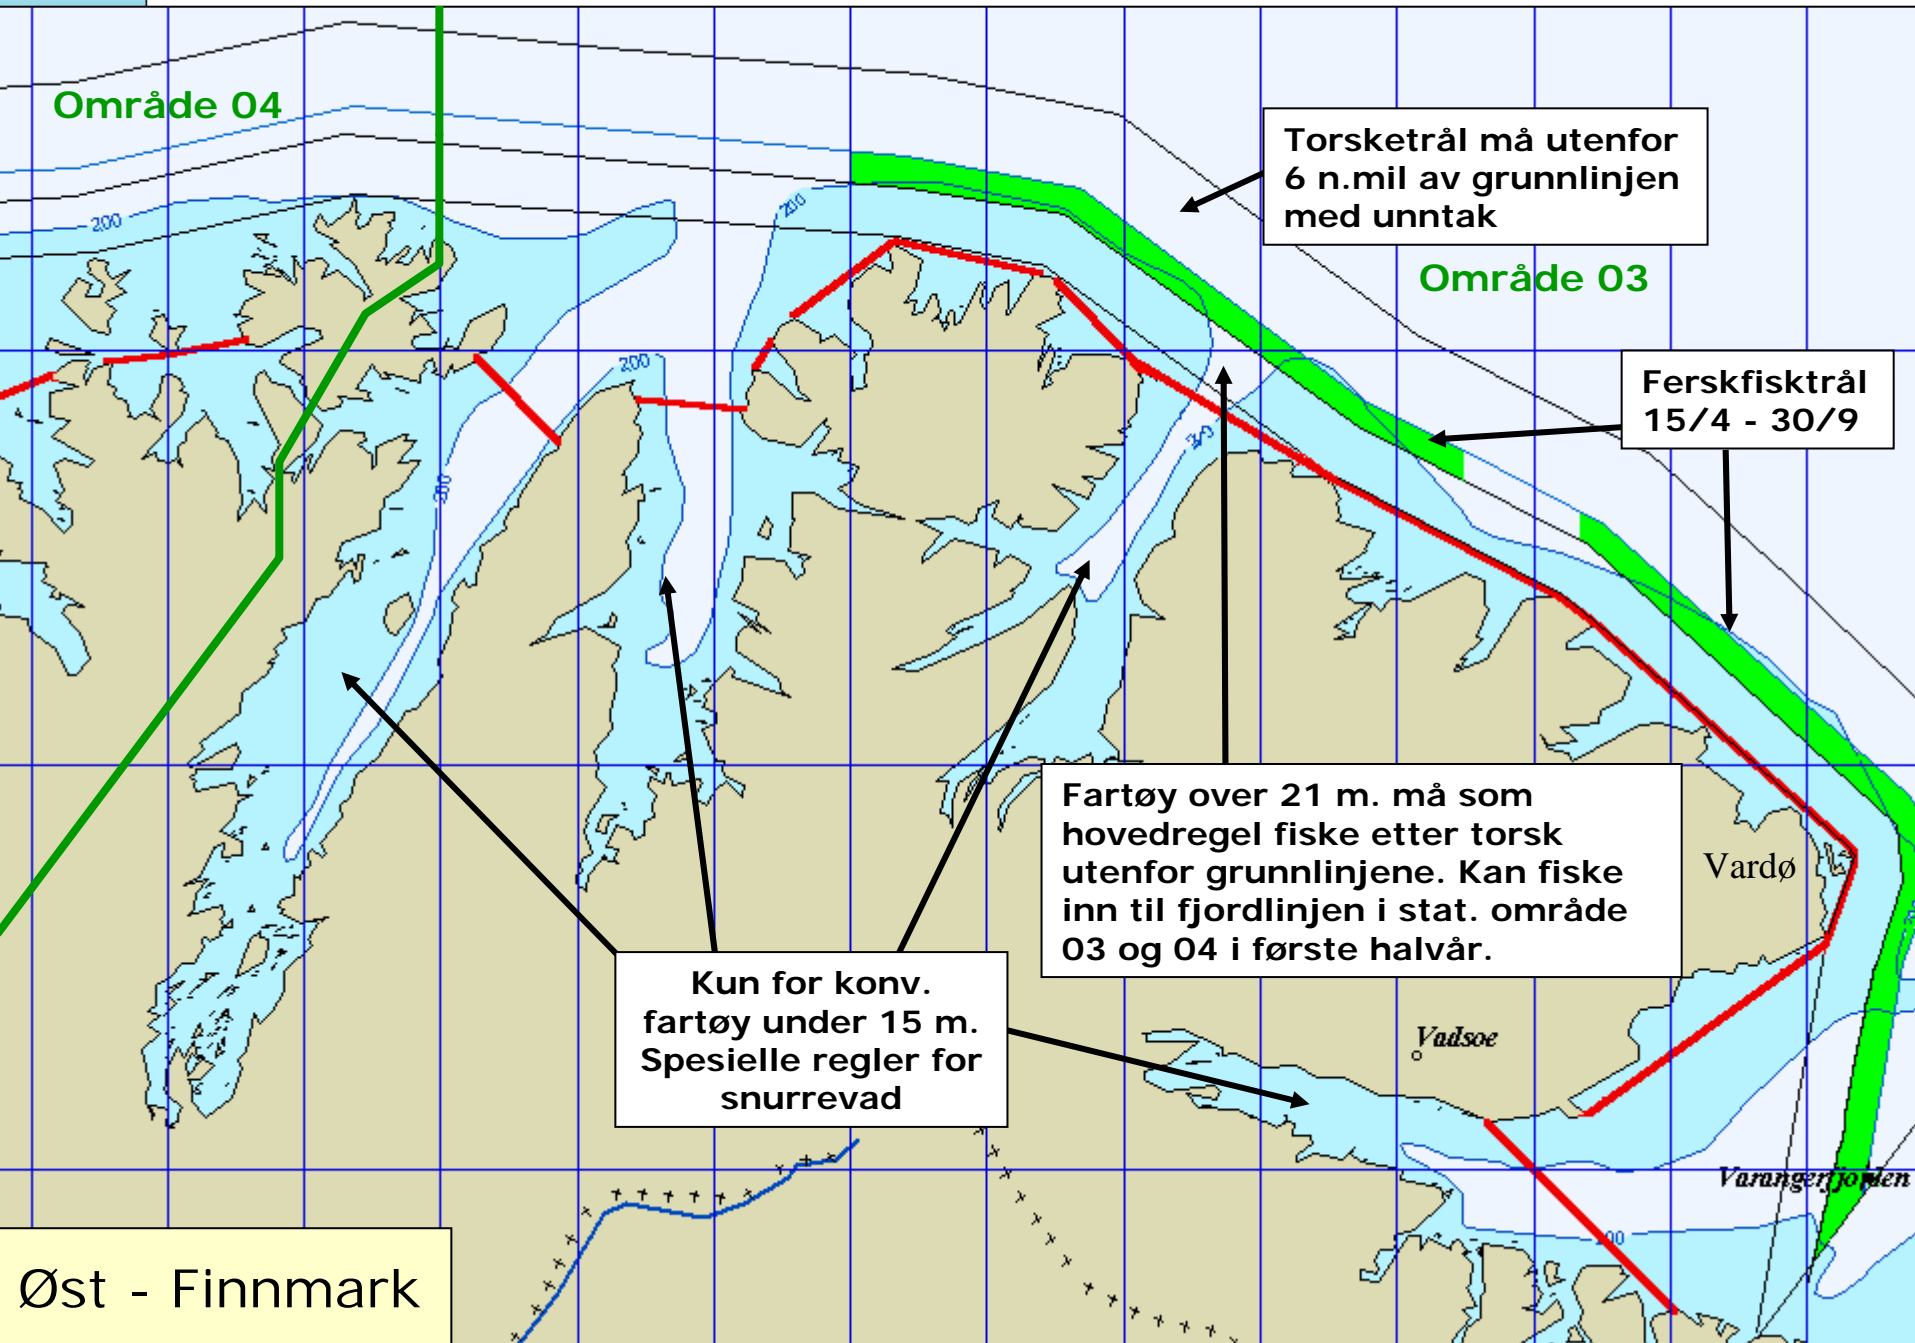 Område 04
Torsketrål må utenfor
6 n.mil av grunnlinjen
med unntak
Område 03
200
200
200
Ferskfisktrål
15/4 - 30/9
Fartøy over 21 m. må som
hovedregel fiske etter torsk
utenfor grunnlinjene. Kan fiske
inn til fjordlinjen i stat. område
03 og 04 i første halvår.
Vardø
Kun for konv.
fartøy under 15 m.
Spesielle regler for
snurrevad
Vadsoe
Varangerfjorden
Øst - Finnmark